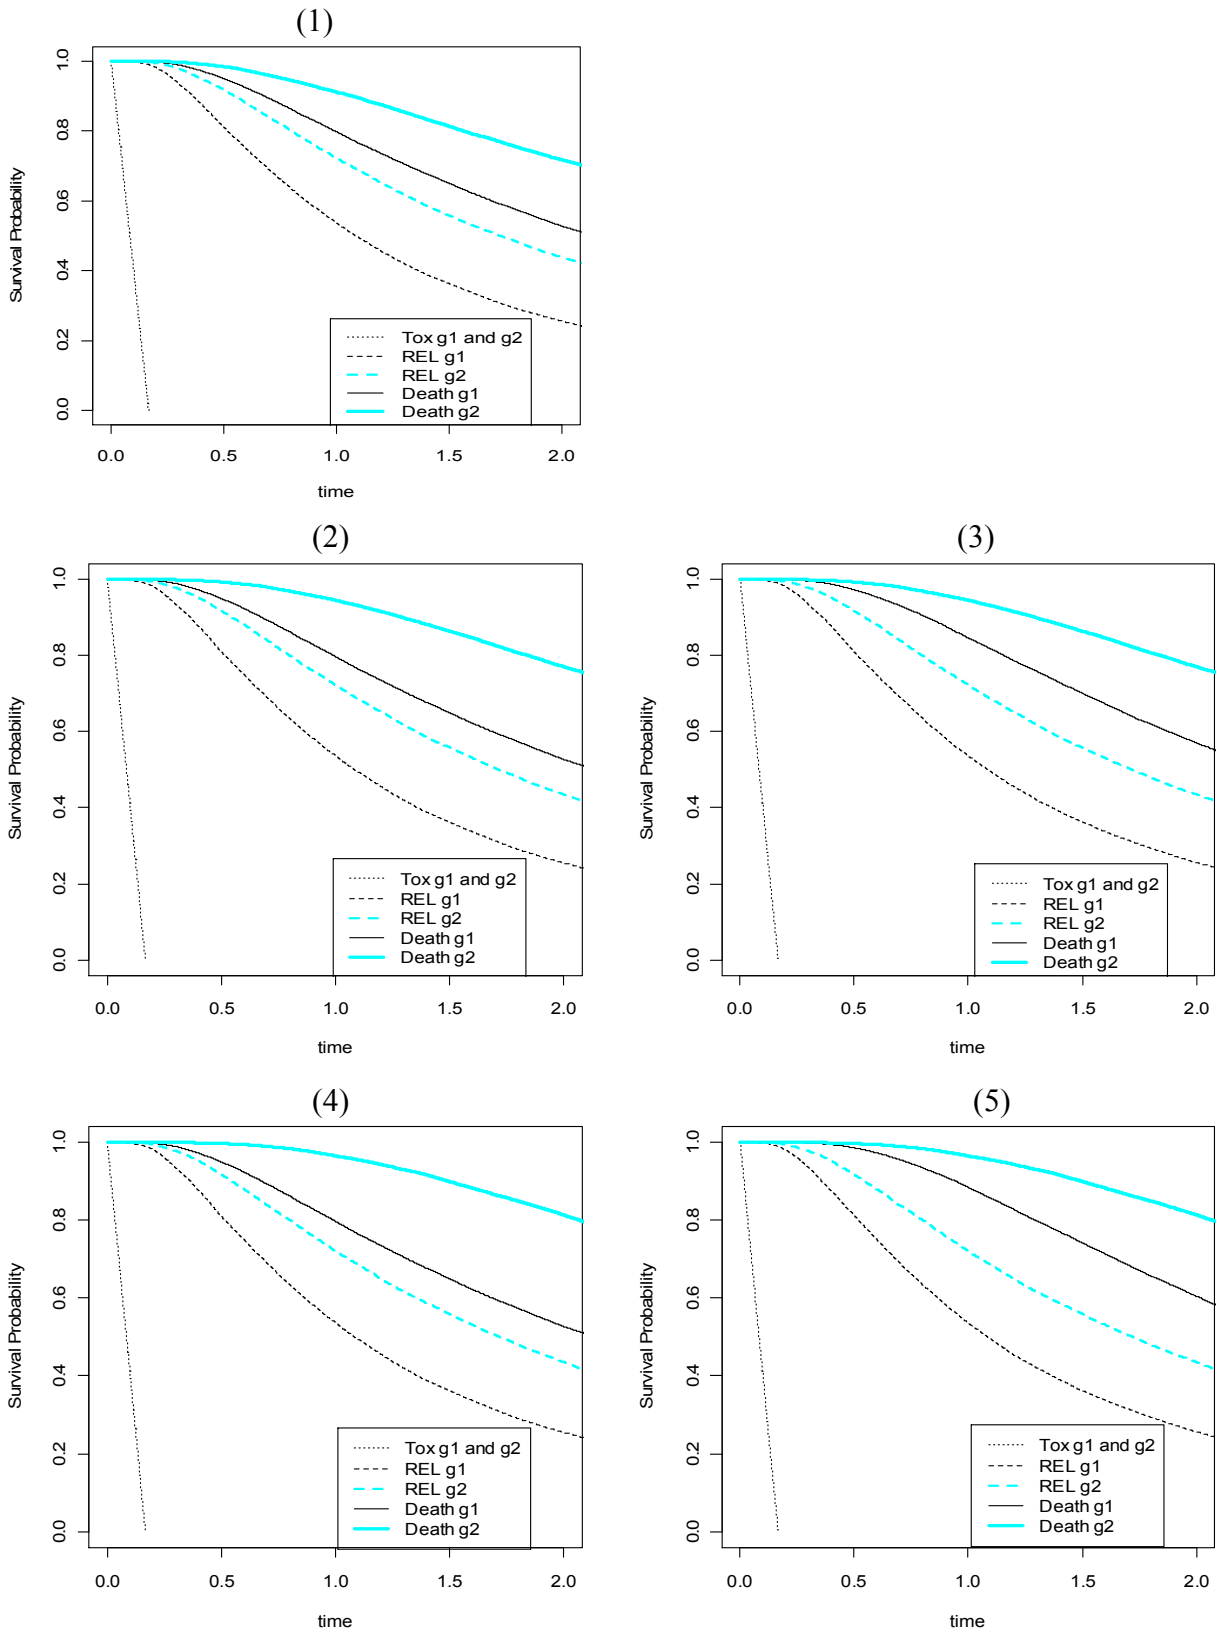 (1)
Survival Probability
1.0
0.8
0.6
0.4
0.2
0.0
Tox g1 and g2
REL g1
REL g2
Death g1
Death g2
0.0 0.5 1.0 1.5 2.0
time
(2)
Survival Probability
1.0
0.8
0.6
0.4
0.2
0.0
Tox g1 and g2
REL g1
REL g2
Death g1
Death g2
0.0 0.5 1.0 1.5 2.0
time
(3)
Survival Probability
1.0
0.8
0.6
0.4
0.2
0.0
Tox g1 and g2
REL g1
REL g2
Death g1
Death g2
0.0 0.5 1.0 1.5 2.0
time
(4)
Survival Probability
1.0
0.8
0.6
0.4
0.2
0.0
Tox g1 and g2
REL g1
REL g2
Death g1
Death g2
0.0 0.5 1.0 1.5 2.0
time
(5)
Survival Probability
1.0
0.8
0.6
0.4
0.2
0.0
Tox g1 and g2
REL g1
REL g2
Death g1
Death g2
0.0 0.5 1.0 1.5 2.0
time